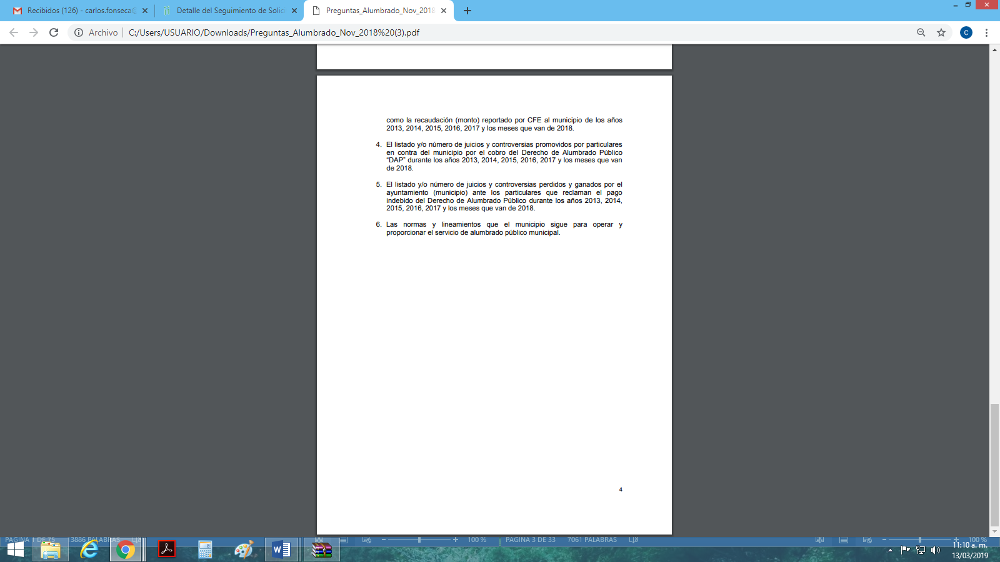 Recibidos (126) - carlos.fonseca@
Detalle del Seguimiento de Solic
Preguntas_Alumbrado_Nov_2018
Archivo
C:/Users/USUARIO/Downloads/Preguntas_Alumbrado_Nov_2018%20(3).pdf
C
como la recaudación (monto) reportado por CFE al municipio de los años
2013, 2014, 2015, 2016, 2017 y los meses que van de 2018.
4. El listado y/o número de juicios y controversias promovidos por particulares
en contra del municipio por el cobro del Derecho de Alumbrado Público
“DAP” durante los años 2013, 2014, 2015, 2016, 2017 y los meses que van
de 2018.
5. El listado y/o número de juicios y controversias perdidos y ganados por el
ayuntamiento (municipio) ante los particulares que reclaman el pago
indebido del Derecho de Alumbrado Público durante los años 2013, 2014,
2015, 2016, 2017 y los meses que van de 2018.
6. Las normas y lineamientos que el municipio sigue para operar y
proporcionar el servicio de alumbrado público municipal.
4
PÁGINA 1 DE 75 13886 PALABRAS 100 % PÁGINA 3 DE 33 7061 PALABRAS 100 %
11:10 a. m.
13/03/2019